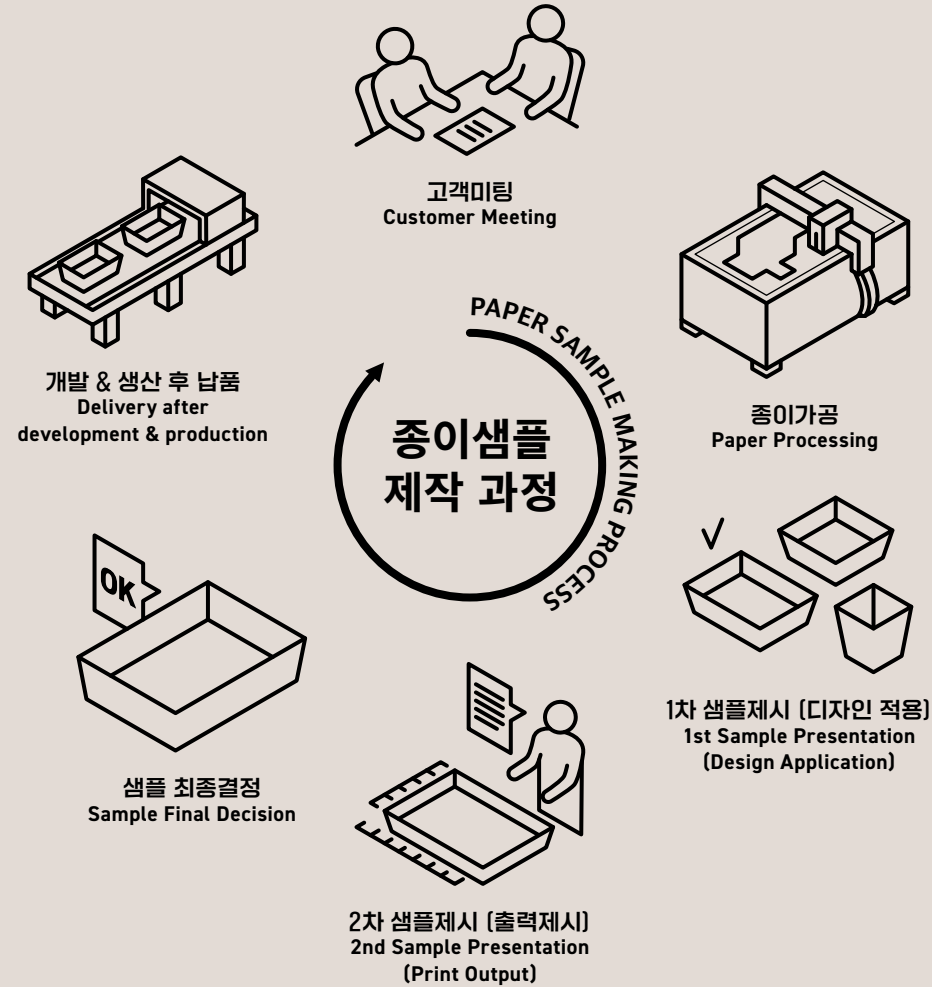 고객미팅
Customer Meeting
종이가공
Paper Processing
1차 샘플제시 (디자인 적용)
1st Sample Presentation
(Design Application)
2차 샘플제시 (출력제시)
2nd Sample Presentation
(Print Output)
OK
샘플 최종결정
Sample Final Decision
개발 & 생산 후 납품
Delivery after
development & production
PAPER SAMPLE MAKING PROCESS
종이샘플
제작 과정